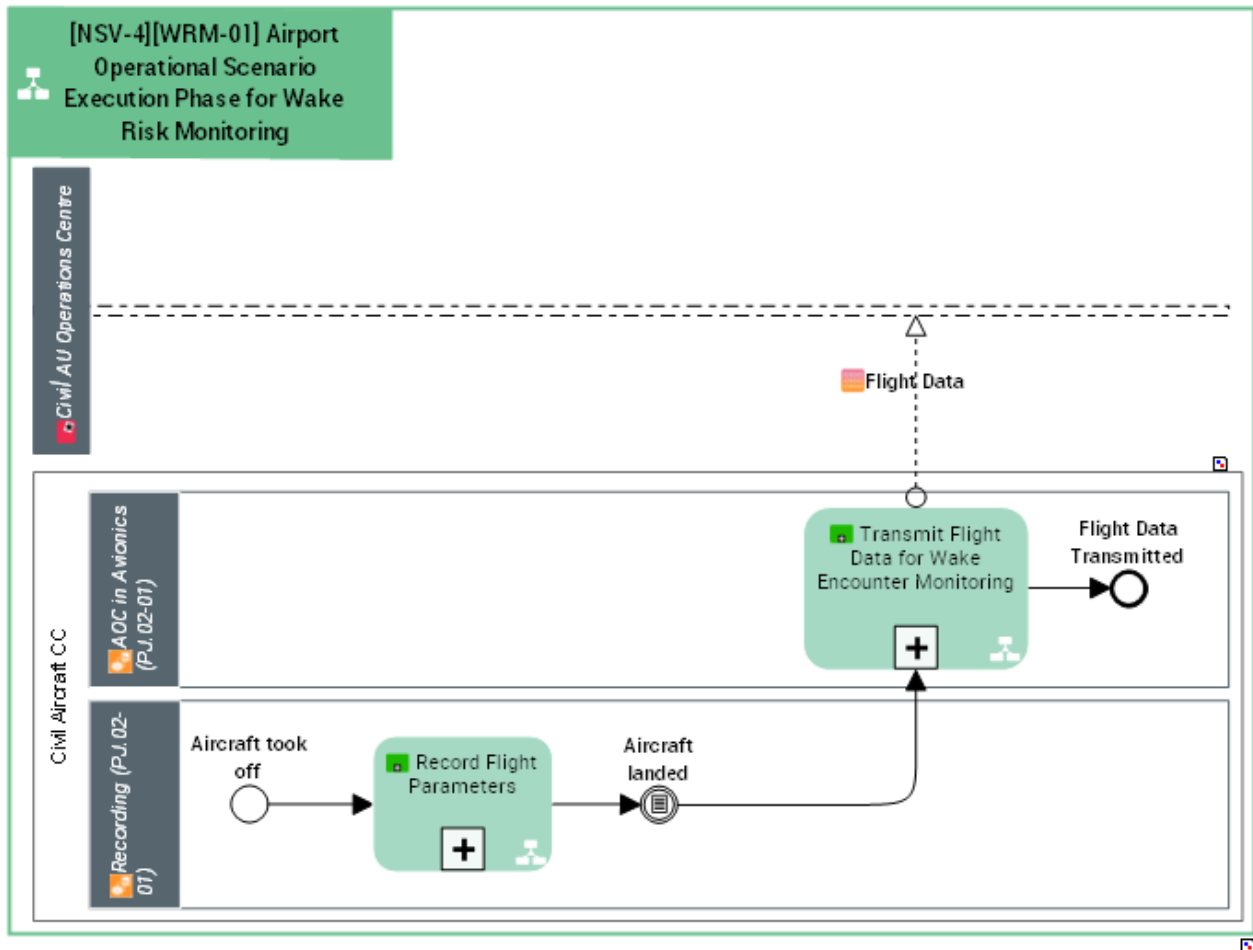 [NSV-4][WRM-01] Airport
Operational Scenario
Execution Phase for Wake
Risk Monitoring
Civil AU Operations Centre
Flight Data
Civil Aircraft CC
AOC in Avionics
(PJ.02-01)
Transmit Flight
Data for Wake
Encounter Monitoring
Flight Data
Transmitted
Recording (PJ.02-
01)
Aircraft took
off
Record Flight
Parameters
Aircraft
landed